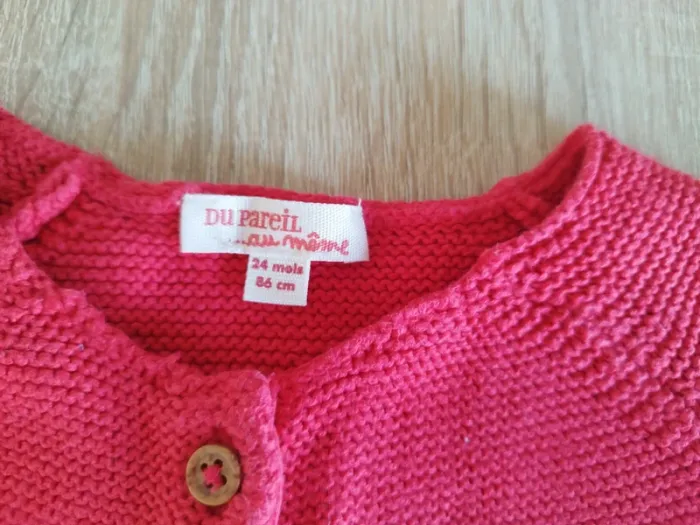 DU PaReiL
...au même
24 mois
86 cm